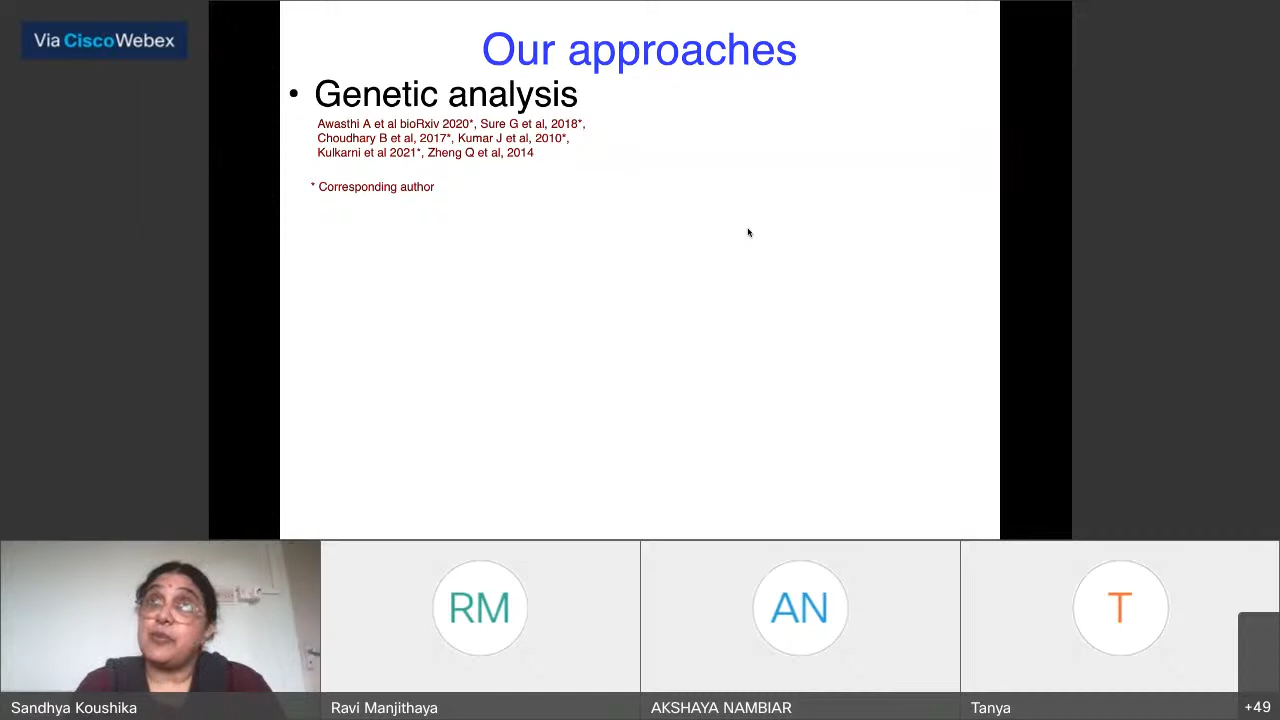 Via CiscoWebex
Our approaches
• Genetic analysis
Awasthi A et al bioRxiv 2020*, Sure G et al, 2018*,
Choudhary B et al, 2017*, Kumar J et al, 2010*,
Kulkarni et al 2021*, Zheng Q et al, 2014
* Corresponding author
RM
AN
T
Sandhya Koushika
Ravi Manjithaya
AKSHAYA NAMBIAR
Tanya
+49